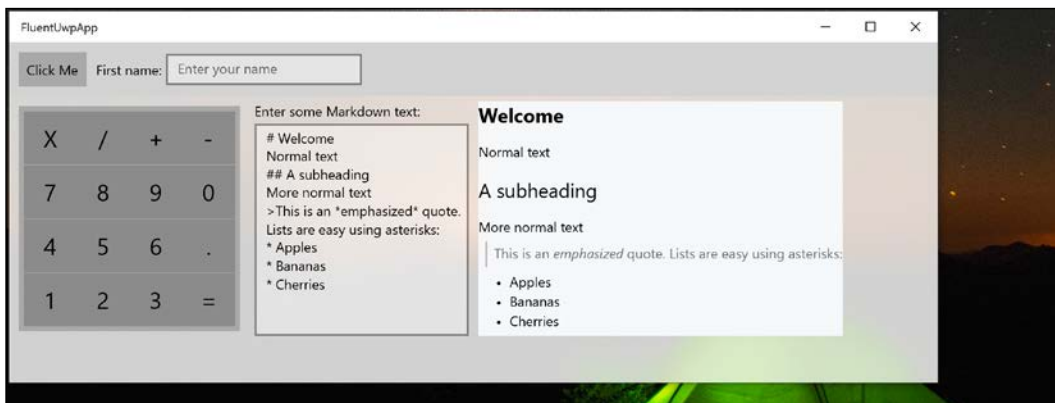 FluentUwpApp
Click Me
First name:
Enter your name
X / + -
7 8 9 0
4 5 6 .
1 2 3 =
Enter some Markdown text:
# Welcome
Normal text
## A subheading
More normal text
>This is an *emphasized* quote.
Lists are easy using asterisks:
* Apples
* Bananas
* Cherries
Welcome
Normal text
A subheading
More normal text
This is an emphasized quote. Lists are easy using asterisks:
• Apples
• Bananas
• Cherries